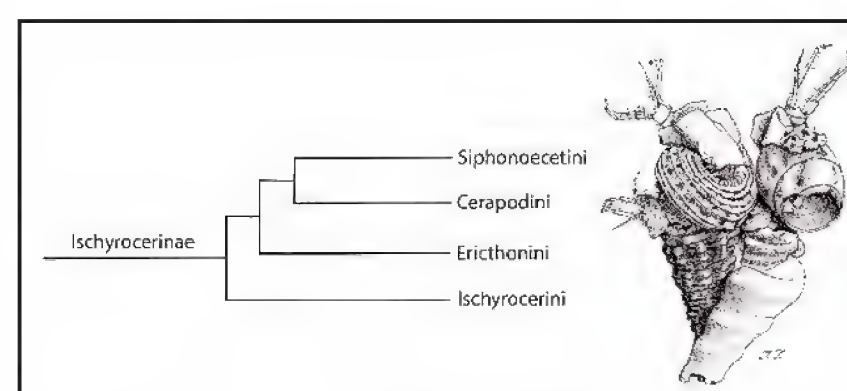 Siphonoecetini
Cerapodini
Ischyrocerinae
Ericthonini
Ischyrocerini